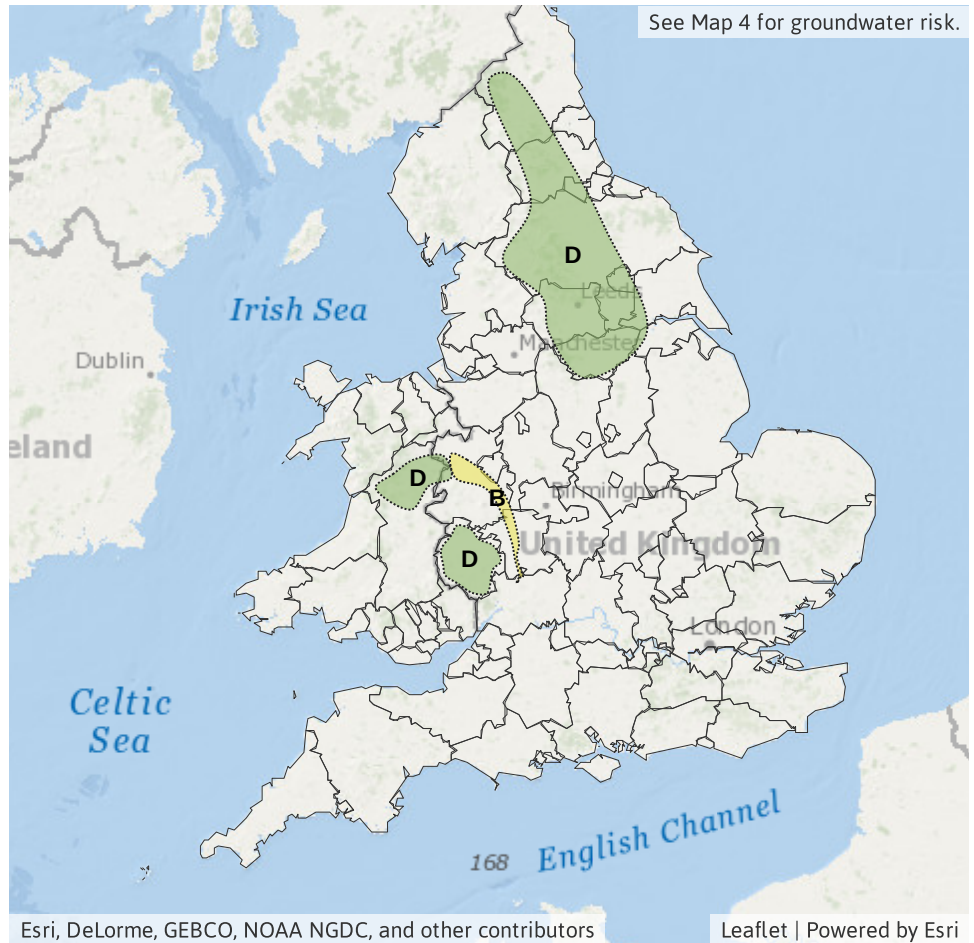 See Map 4 for groundwater risk.
D
Leeds
Irish Sea
Manchester
Dublin
eland
D
B
Birmingham
D
United Kingdom
London
Celtic
Sea
English Channel
168
Esri, DeLorme, GEBCO, NOAA NGDC, and other contributors
Leaflet | Powered by Esri